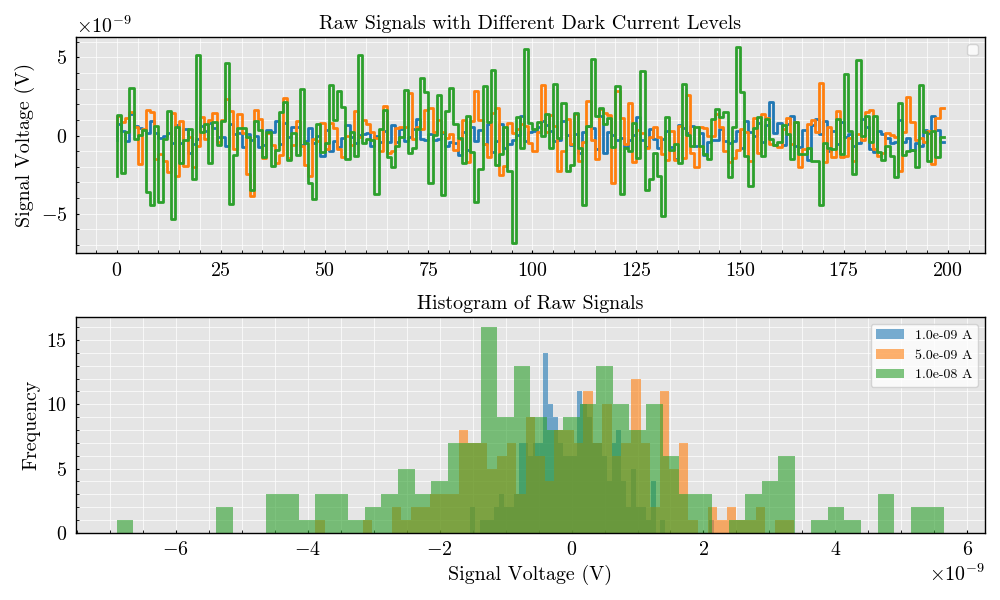 Raw Signals with Different Dark Current Levels
×10⁻⁹
Signal Voltage (V)
5
0
−5
0 25 50 75 100 125 150 175 200
Histogram of Raw Signals
Frequency
15
10
5
0
1.0e-09 A
5.0e-09 A
1.0e-08 A
−6 −4 −2 0 2 4 6
Signal Voltage (V)
×10⁻⁹